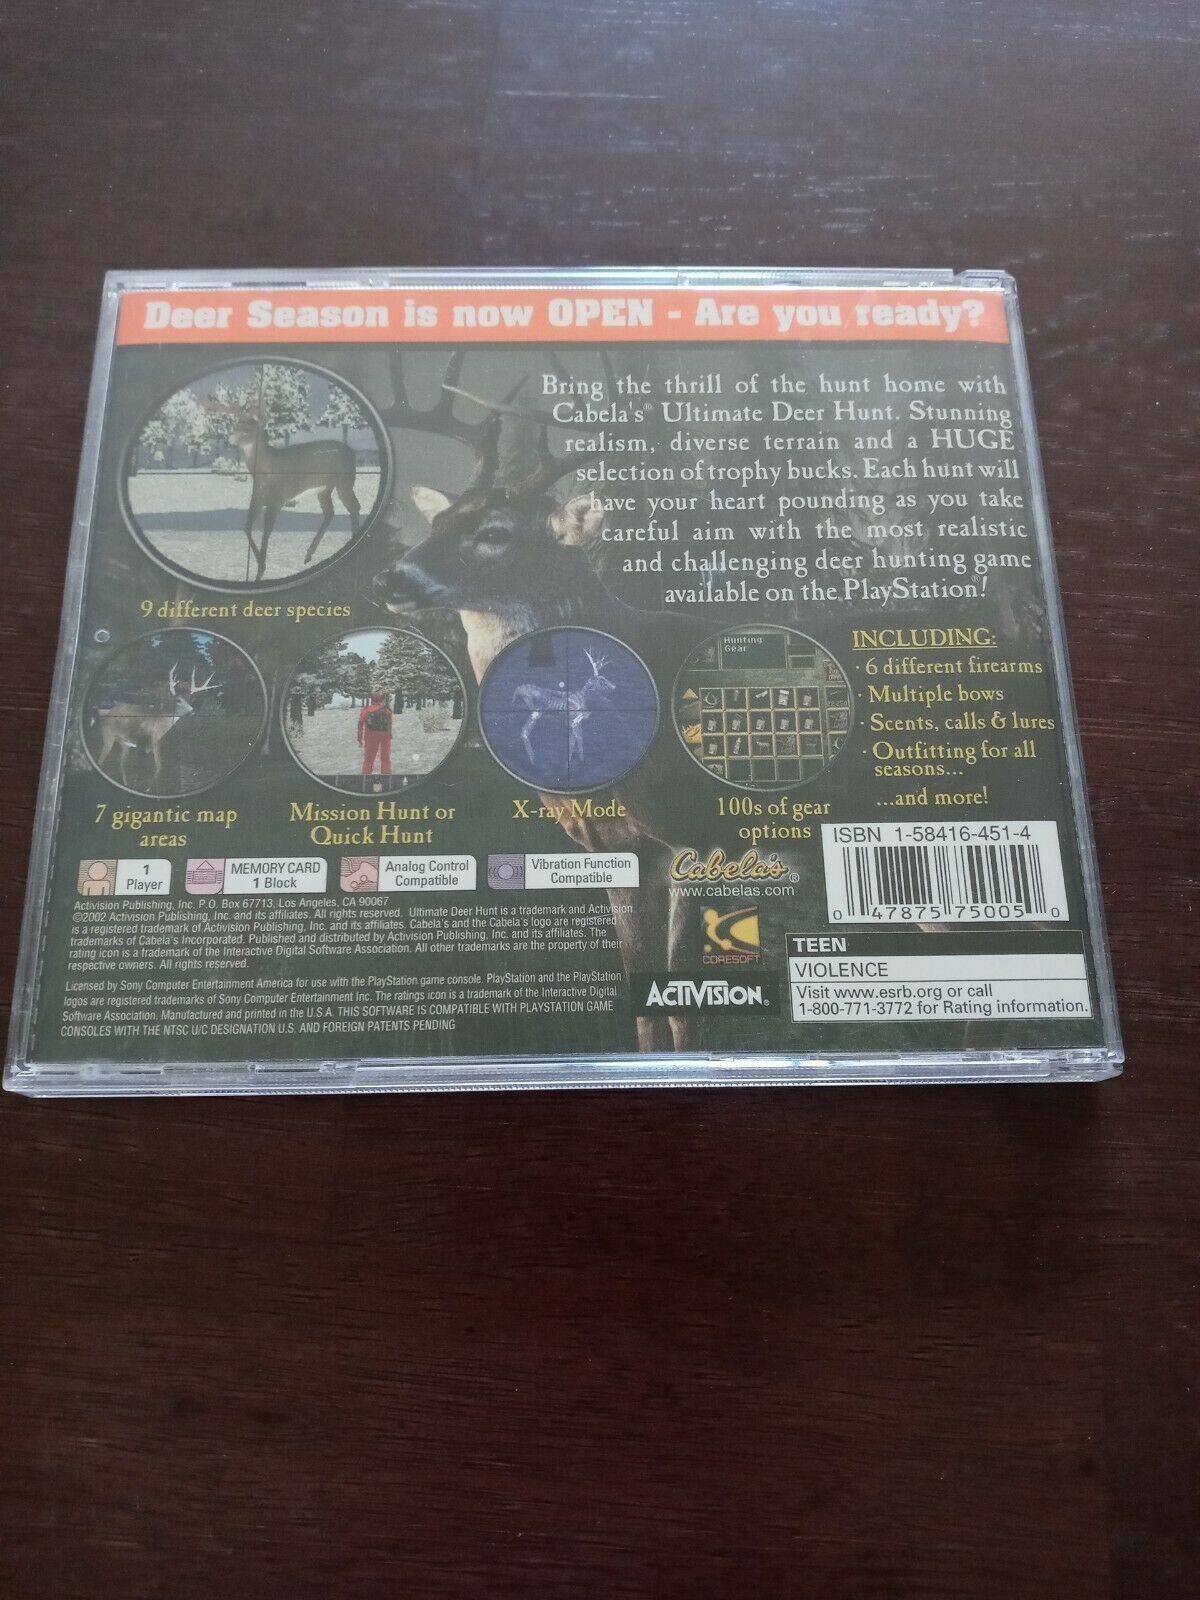 Deer Season is now OPEN - Are you ready?
Bring the thrill of the hunt home with
Cabela's® Ultimate Deer Hunt. Stunning
realism, diverse terrain and a HUGE
selection of trophy bucks. Each hunt will
have your heart pounding as you take
careful aim with the most realistic
and challenging deer hunting game
available on the PlayStation®!
9 different deer species
7 gigantic map
areas
Mission Hunt or
Quick Hunt
X-ray Mode
Hunting
Gear
100s of gear
options
INCLUDING:
· 6 different firearms
· Multiple bows
· Scents, calls & lures
· Outfitting for all
seasons...
...and more!
ISBN 1-58416-451-4
0 47875 75005 0
1
Player
MEMORY CARD
1 Block
Analog Control
Compatible
Vibration Function
Compatible
Cabela's®
www.cabelas.com
CORESOFT
ACTIVISION®
Activision Publishing, Inc. P.O. Box 67713, Los Angeles, CA 90067
©2002 Activision Publishing, Inc. and its affiliates. All rights reserved. Ultimate Deer Hunt is a trademark and Activision
is a registered trademark of Activision Publishing, Inc. and its affiliates. Cabela's and the Cabela's logo are registered
trademarks of Cabela's Incorporated. Published and distributed by Activision Publishing, Inc. and its affiliates. The
rating icon is a trademark of the Interactive Digital Software Association. All other trademarks are the property of their
respective owners. All rights reserved.
Licensed by Sony Computer Entertainment America for use with the PlayStation game console. PlayStation and the PlayStation
logos are registered trademarks of Sony Computer Entertainment Inc. The ratings icon is a trademark of the Interactive Digital
Software Association. Manufactured and printed in the U.S.A. THIS SOFTWARE IS COMPATIBLE WITH PLAYSTATION GAME
CONSOLES WITH THE NTSC U/C DESIGNATION U.S. AND FOREIGN PATENTS PENDING
TEEN
VIOLENCE
Visit www.esrb.org or call
1-800-771-3772 for Rating information.